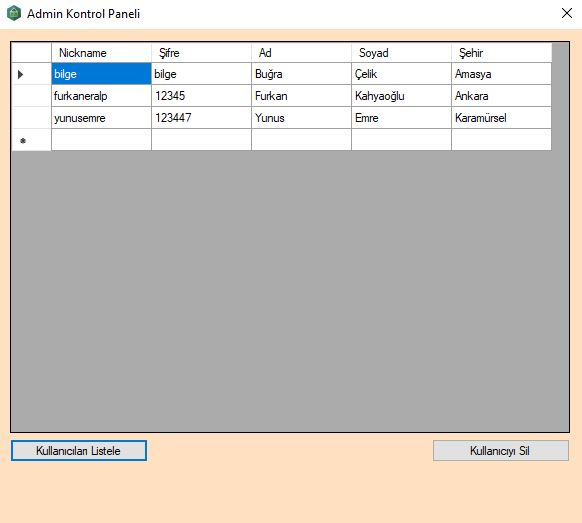 Admin Kontrol Paneli
Nickname Şifre Ad Soyad Şehir
bilge bilge Buğra Çelik Amasya
furkaneralp 12345 Furkan Kahyaoğlu Ankara
yunusemre 123447 Yunus Emre Karamürsel
Kullanıcıları Listele Kullanıcıyı Sil